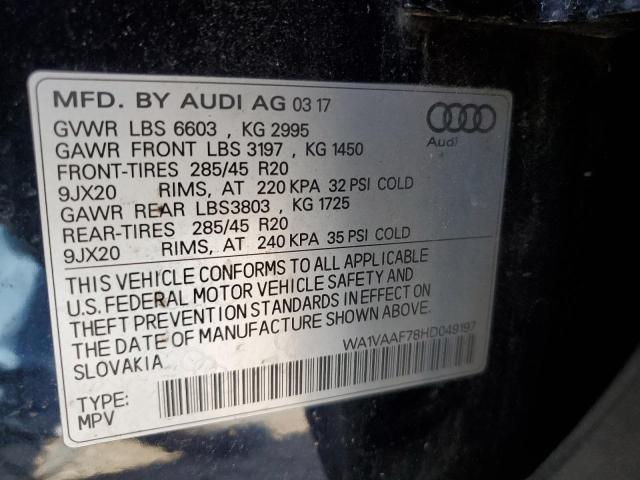 MFD. BY AUDI AG 03 17
Audi
GVWR LBS 6603 , KG 2995
GAWR FRONT LBS 3197 , KG 1450
FRONT-TIRES 285/45 R20
9JX20 RIMS, AT 220 KPA 32 PSI COLD
GAWR REAR LBS3803 , KG 1725
REAR-TIRES 285/45 R20
9JX20 RIMS, AT 240 KPA 35 PSI COLD
THIS VEHICLE CONFORMS TO ALL APPLICABLE
U.S. FEDERAL MOTOR VEHICLE SAFETY AND
THEFT PREVENTION STANDARDS IN EFFECT ON
THE DATE OF MANUFACTURE SHOWN ABOVE.
SLOVAKIA
WA1VAAF78HD049197
TYPE:
MPV